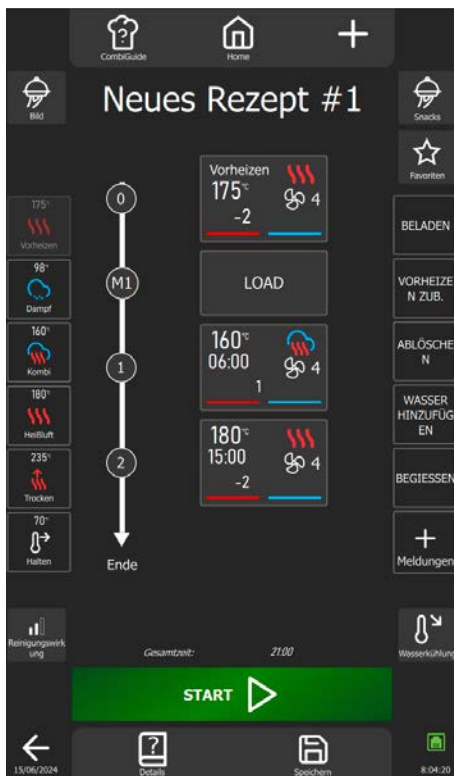 ?
CombiGuide
Home
Neues Rezept #1
Bild
Snacks
Favoriten
175°
Vorheizen
98°
Dampf
160°
Kombi
180°
Heißluft
235°
Trocken
70°
Halten
0
M1
1
2
Ende
Vorheizen
175°C
4
-2
LOAD
160°C
06:00
4
1
180°C
15:00
4
-2
BELADEN
VORHEIZE
N ZUB.
ABLÖSCHE
N
WASSER
HINZUFÜG
EN
BEGIESSEN
+
Meldungen
Reinigungswirk
ung
Gesamtzeit: 21:00
Wasserkühlung
START
15/06/2024
?
Details
Speichern
8:04:20